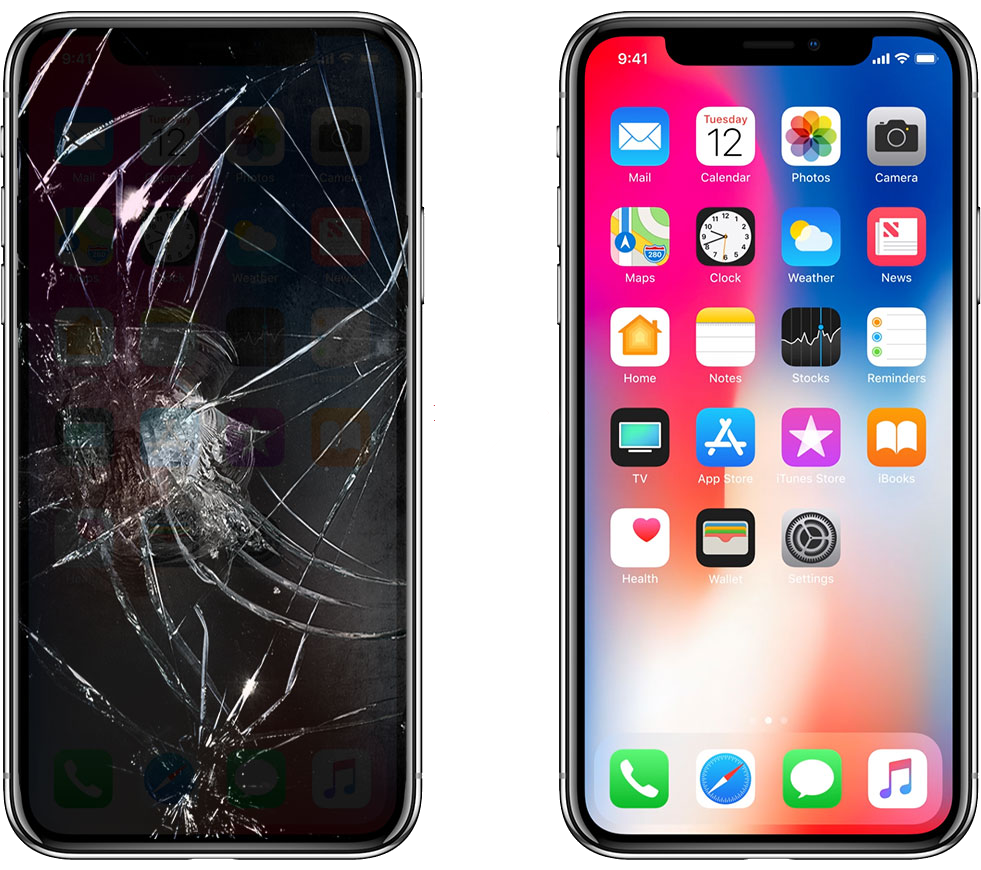 9:41
12
Mail
Photos
Camera
Weather
News
9:41
Tuesday
12
Mail
Calendar
Photos
Camera
280
Maps
Clock
Weather
News
Home
Notes
Stocks
Reminders
TV
App Store
iTunes Store
iBooks
Health
Wallet
Settings